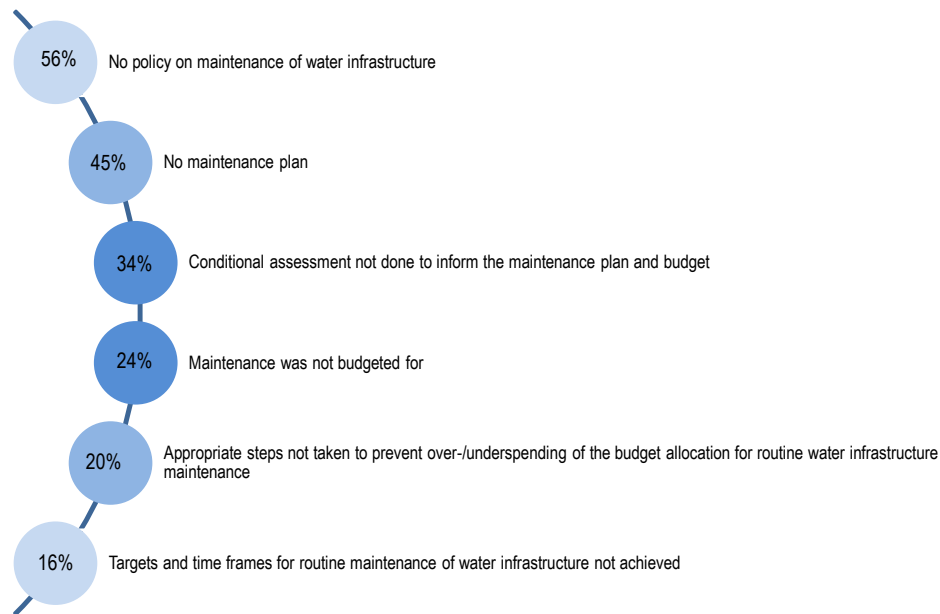 56%
No policy on maintenance of water infrastructure
45%
No maintenance plan
34%
Conditional assessment not done to inform the maintenance plan and budget
24%
Maintenance was not budgeted for
20%
Appropriate steps not taken to prevent over-/underspending of the budget allocation for routine water infrastructure
maintenance
16%
Targets and time frames for routine maintenance of water infrastructure not achieved